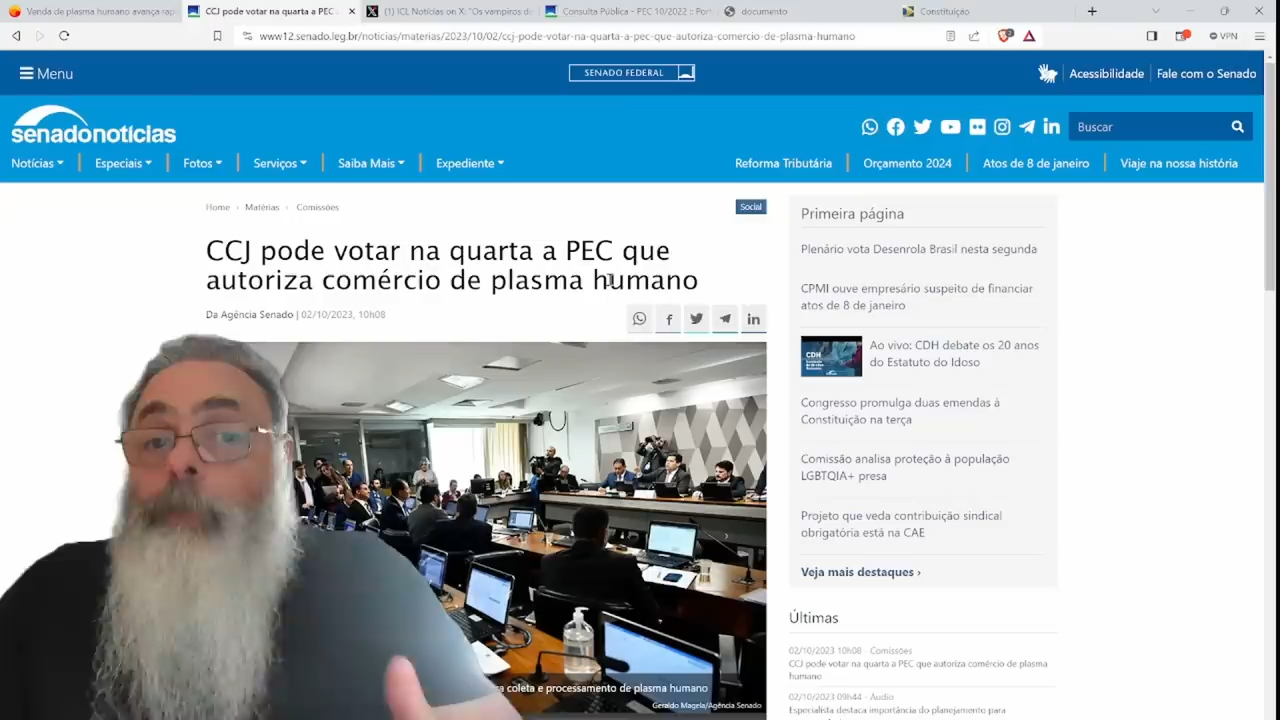 Venda de plasma humano avança rap
CCJ pode votar na quarta a PEC
(1) ICL Notícias on X: "Os vampiros de
Consulta Pública - PEC 10/2022 :: Port
documento
Constituição
www12.senado.leg.br/noticias/materias/2023/10/02/ccj-pode-votar-na-quarta-a-pec-que-autoriza-comercio-de-plasma-humano
VPN
Menu
SENADO FEDERAL
Acessibilidade
Fale com o Senado
senadonotícias
Buscar
Notícias
Especiais
Fotos
Serviços
Saiba Mais
Expediente
Reforma Tributária
Orçamento 2024
Atos de 8 de janeiro
Viaje na nossa história
Home
Matérias
Comissões
Social
CCJ pode votar na quarta a PEC que
autoriza comércio de plasma humano
Da Agência Senado | 02/10/2023, 10h08
coleta e processamento de plasma humano
Geraldo Magela/Agência Senado
Primeira página
Plenário vota Desenrola Brasil nesta segunda
CPMI ouve empresário suspeito de financiar
atos de 8 de janeiro
CDH
Ao vivo: CDH debate os 20 anos
do Estatuto do Idoso
Congresso promulga duas emendas à
Constituição na terça
Comissão analisa proteção à população
LGBTQIA+ presa
Projeto que veda contribuição sindical
obrigatória está na CAE
Veja mais destaques ›
Últimas
02/10/2023 10h08 - Comissões
CCJ pode votar na quarta a PEC que autoriza comércio de plasma
humano
02/10/2023 09h44 - Áudio
Especialista destaca importância do planejamento para